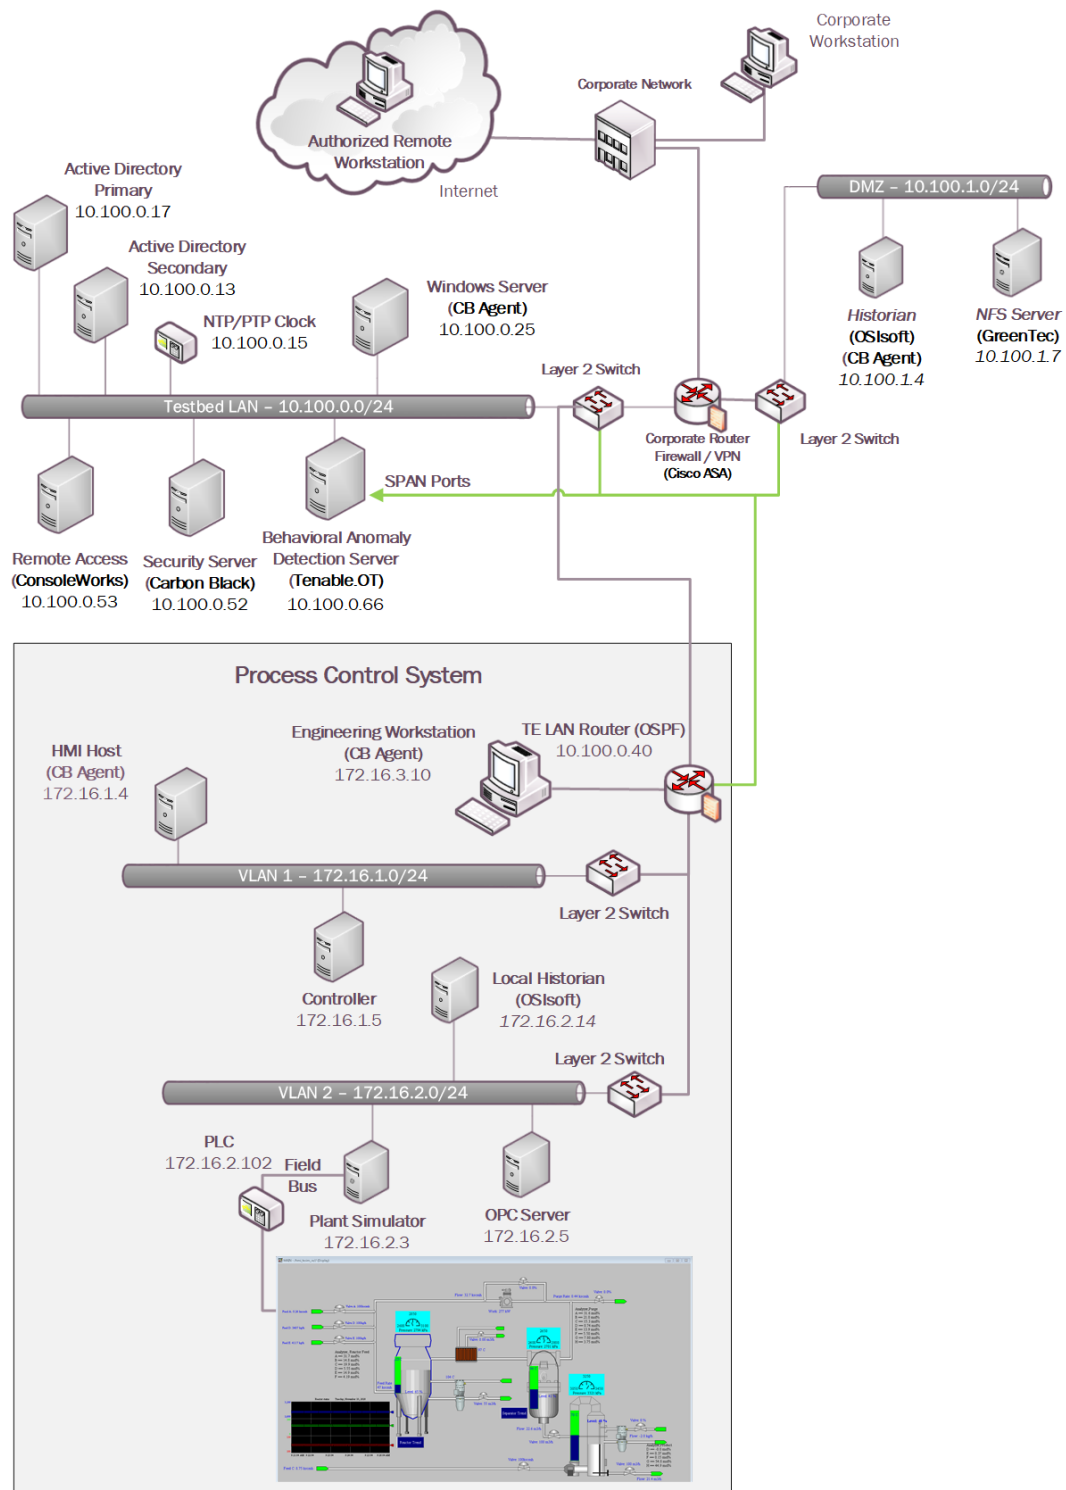 Corporate
Workstation
Corporate Network
Authorized Remote
Workstation
Internet
Active Directory
Primary
10.100.0.17
DMZ – 10.100.1.0/24
Active Directory
Secondary
10.100.0.13
NTP/PTP Clock
10.100.0.15
Windows Server
(CB Agent)
10.100.0.25
Historian
(OSIsoft)
(CB Agent)
10.100.1.4
NFS Server
(GreenTec)
10.100.1.7
Layer 2 Switch
Testbed LAN – 10.100.0.0/24
Corporate Router
Firewall / VPN
(Cisco ASA)
Layer 2 Switch
SPAN Ports
Remote Access
(ConsoleWorks)
10.100.0.53
Security Server
(Carbon Black)
10.100.0.52
Behavioral Anomaly
Detection Server
(Tenable.OT)
10.100.0.66
Process Control System
HMI Host
(CB Agent)
172.16.1.4
Engineering Workstation
(CB Agent)
172.16.3.10
TE LAN Router (OSPF)
10.100.0.40
VLAN 1 – 172.16.1.0/24
Layer 2 Switch
Controller
172.16.1.5
Local Historian
(OSIsoft)
172.16.2.14
Layer 2 Switch
VLAN 2 – 172.16.2.0/24
PLC
172.16.2.102
Field
Bus
Plant Simulator
172.16.2.3
OPC Server
172.16.2.5
Reactor Trend
Separator Trend